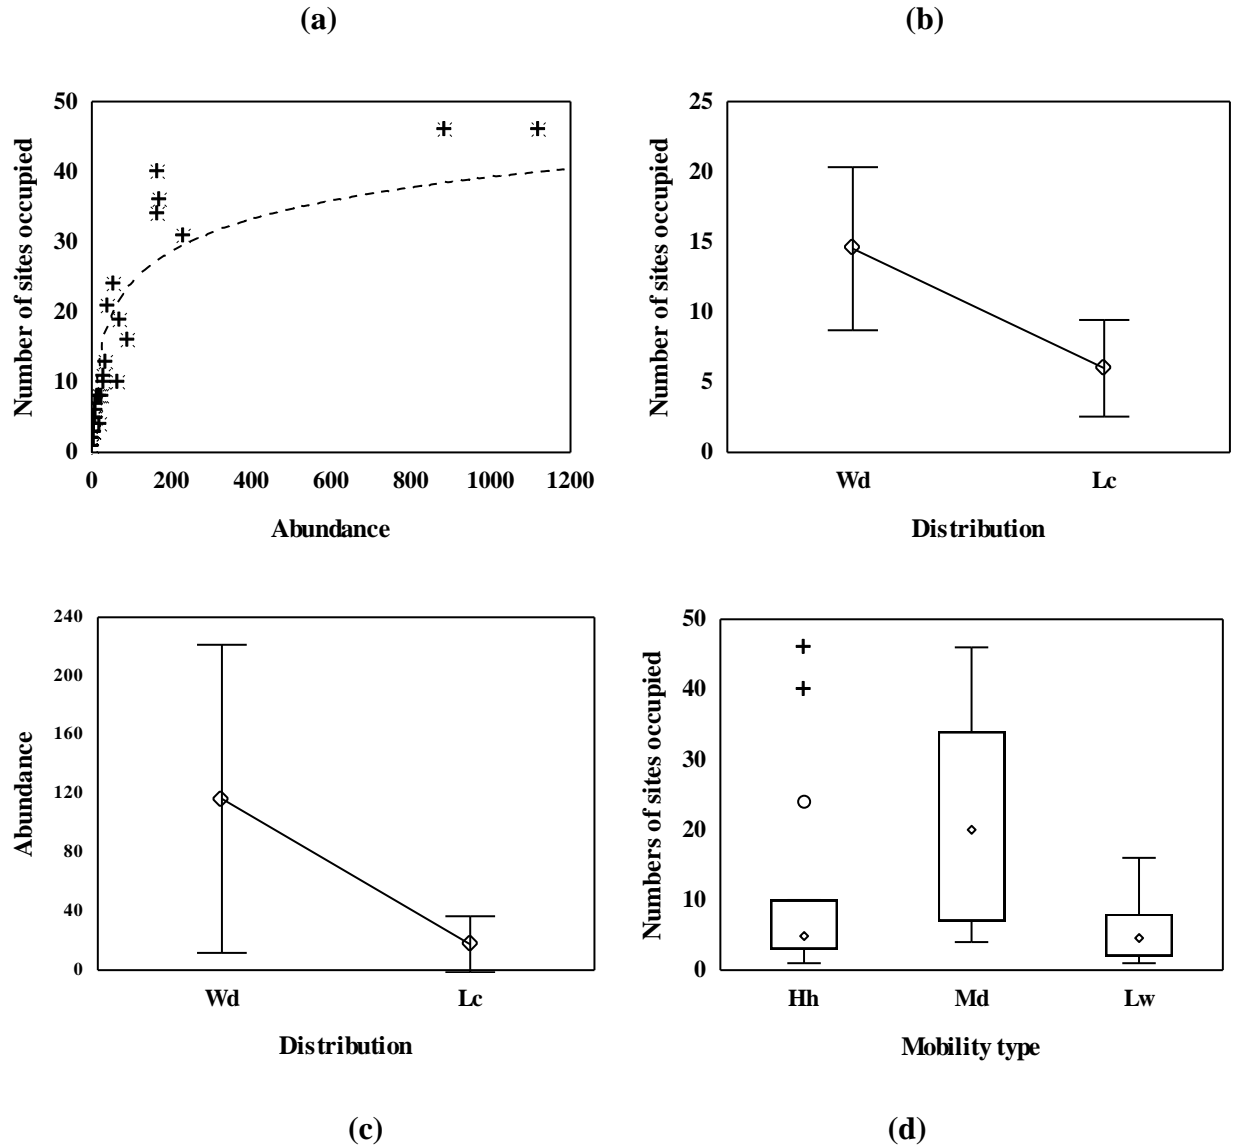 (a)
(b)
Number of sites occupied
50
40
30
20
10
0
0 200 400 600 800 1000 1200
Abundance
Number of sites occupied
25
20
15
10
5
0
Wd Lc
Distribution
Abundance
240
200
160
120
80
40
0
Wd Lc
Distribution
Numbers of sites occupied
50
40
30
20
10
0
Hh Md Lw
Mobility type
(c)
(d)